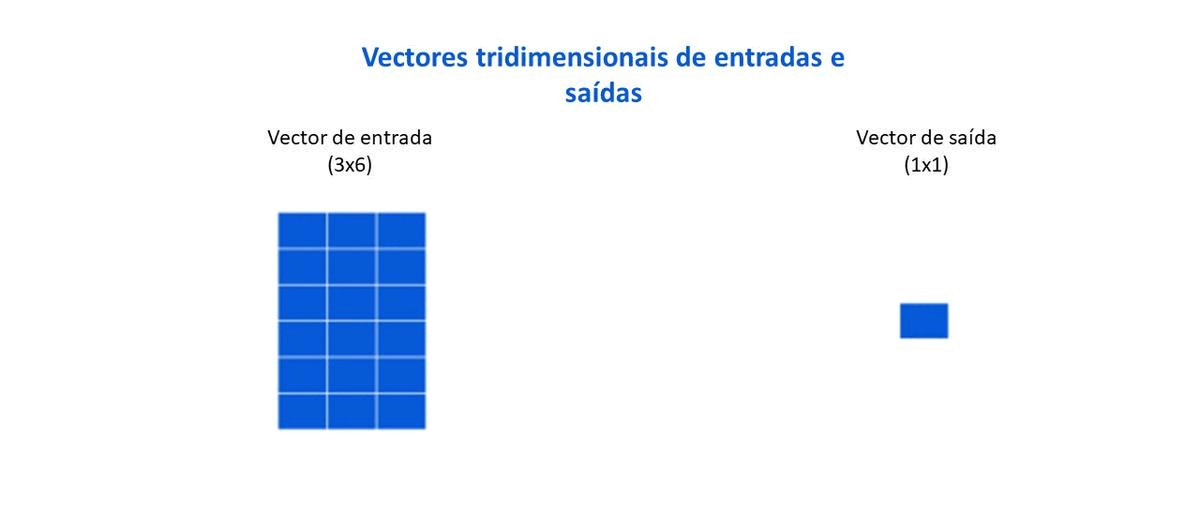 Vectores tridimensionais de entradas e
saídas
Vector de entrada
(3x6)
Vector de saída
(1x1)